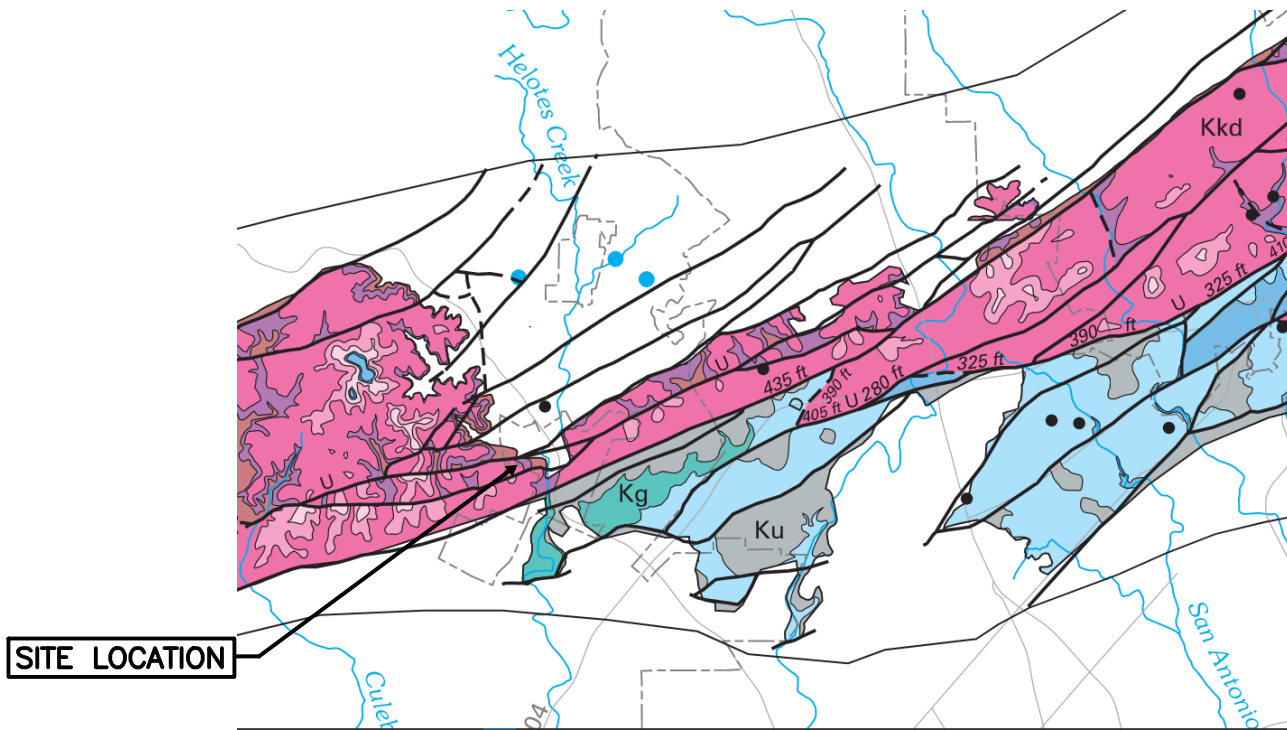 Helotes Creek
Kkd
410
325 ft
U
390 ft
325 ft
U
435 ft
390 ft
D
405 ft U 280 ft
U
Kg
Ku
SITE LOCATION
San Antonio
Culeb
04